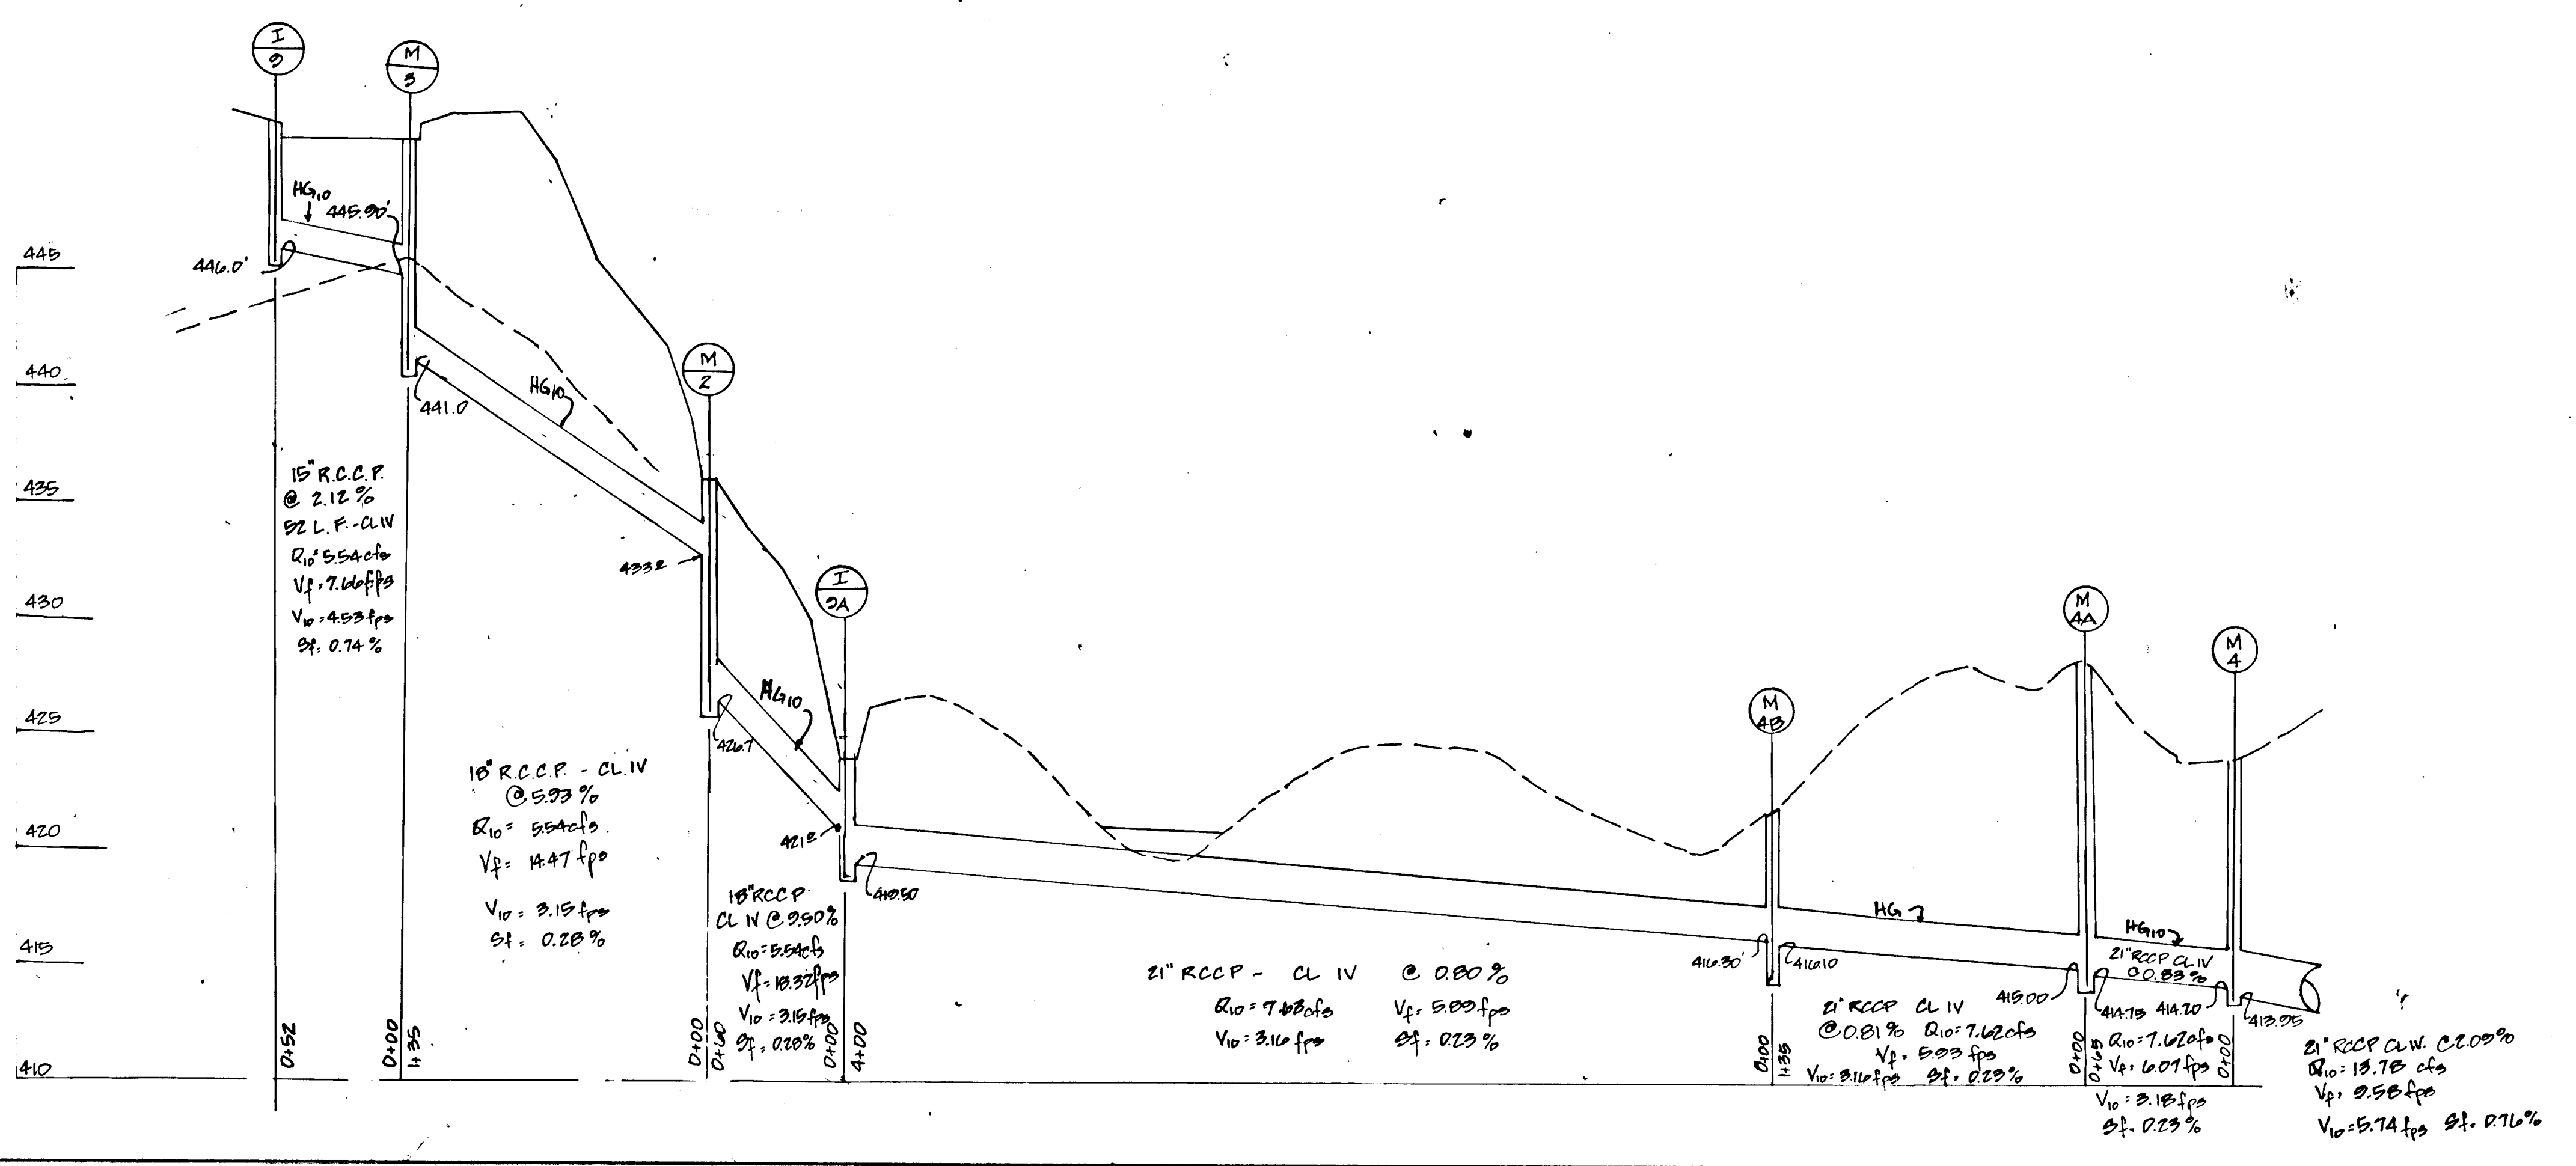 I
9
M
3
HG10
445.90'
446.0'
445
440
435
430
425
420
415
410
441.0
HG10
M
2
15" R.C.C.P.
@ 2.12 %
52 L.F. - CL IV
Q10 = 5.54 cfs
Vf = 7.66 fps
V10 = 4.53 fps
Sf = 0.74 %
433.0
I
9A
HG10
426.7
421.0
18" R.C.C.P. - CL. IV
@ 5.93 %
Q10 = 5.54 cfs.
Vf = 14.47 fps
V10 = 3.15 fps
Sf = 0.28 %
18" RCCP
CL IV @ 9.50 %
Q10 = 5.54 cfs
Vf = 18.32 fps
V10 = 3.15 fps
Sf = 0.28 %
419.50
21" RCCP - CL IV @ 0.80 %
Q10 = 7.63 cfs Vf = 5.89 fps
V10 = 3.16 fps Sf = 0.23 %
M
4B
416.30'
416.10
HG
21" RCCP CL IV
@ 0.81 % Q10 = 7.62 cfs
Vf = 5.93 fps
V10 = 3.16 fps Sf = 0.23 %
M
4A
M
4
HG10
21" RCCP CL IV
@ 0.83 %
415.00
414.75
414.20
413.95
Q10 = 7.62 cfs
Vf = 6.07 fps
V10 = 3.18 fps
Sf = 0.23 %
21" RCCP CL IV. @ 2.09 %
Q10 = 13.78 cfs
Vf = 9.58 fps
V10 = 5.74 fps Sf = 0.76 %
0+52
0+00
1+35
0+00
0+60
0+00
4+00
0+00
1+35
0+00
0+65
0+00